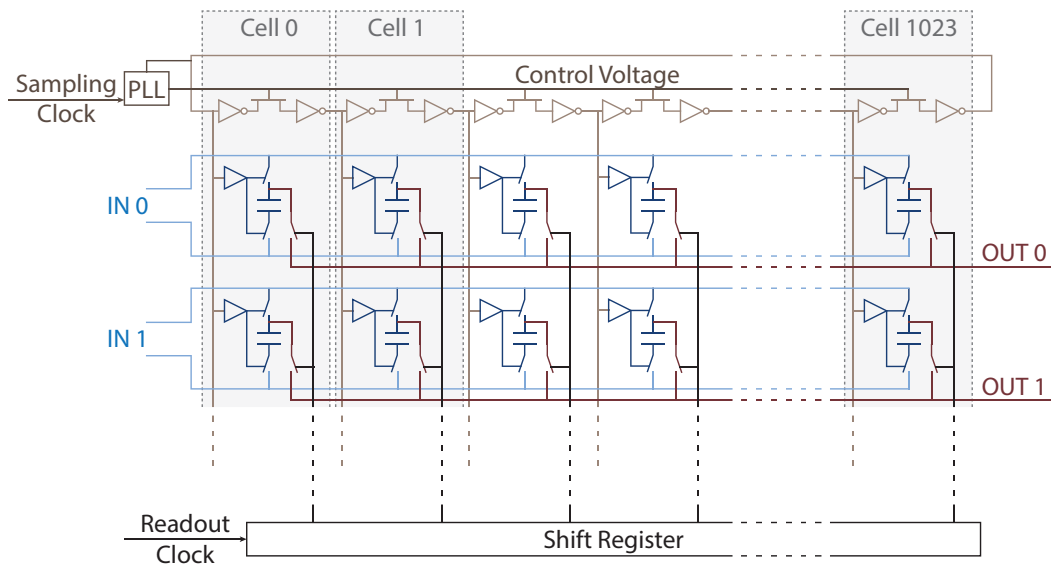 Cell 0
Cell 1
Cell 1023
Sampling
Clock
PLL
Control Voltage
IN 0
OUT 0
IN 1
OUT 1
Readout
Clock
Shift Register